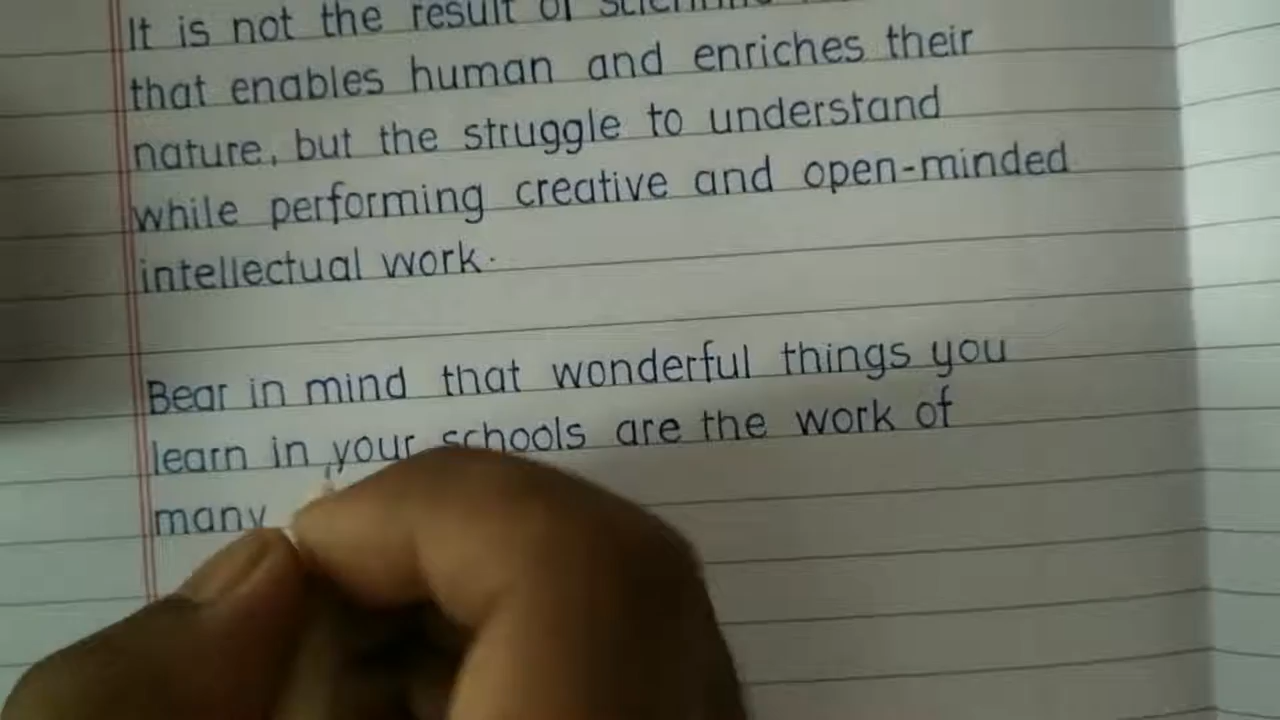 It is not the result of scientific
that enables human and enriches their
nature, but the struggle to understand
while performing creative and open-minded
intellectual work.
Bear in mind that wonderful things you
learn in your schools are the work of
many